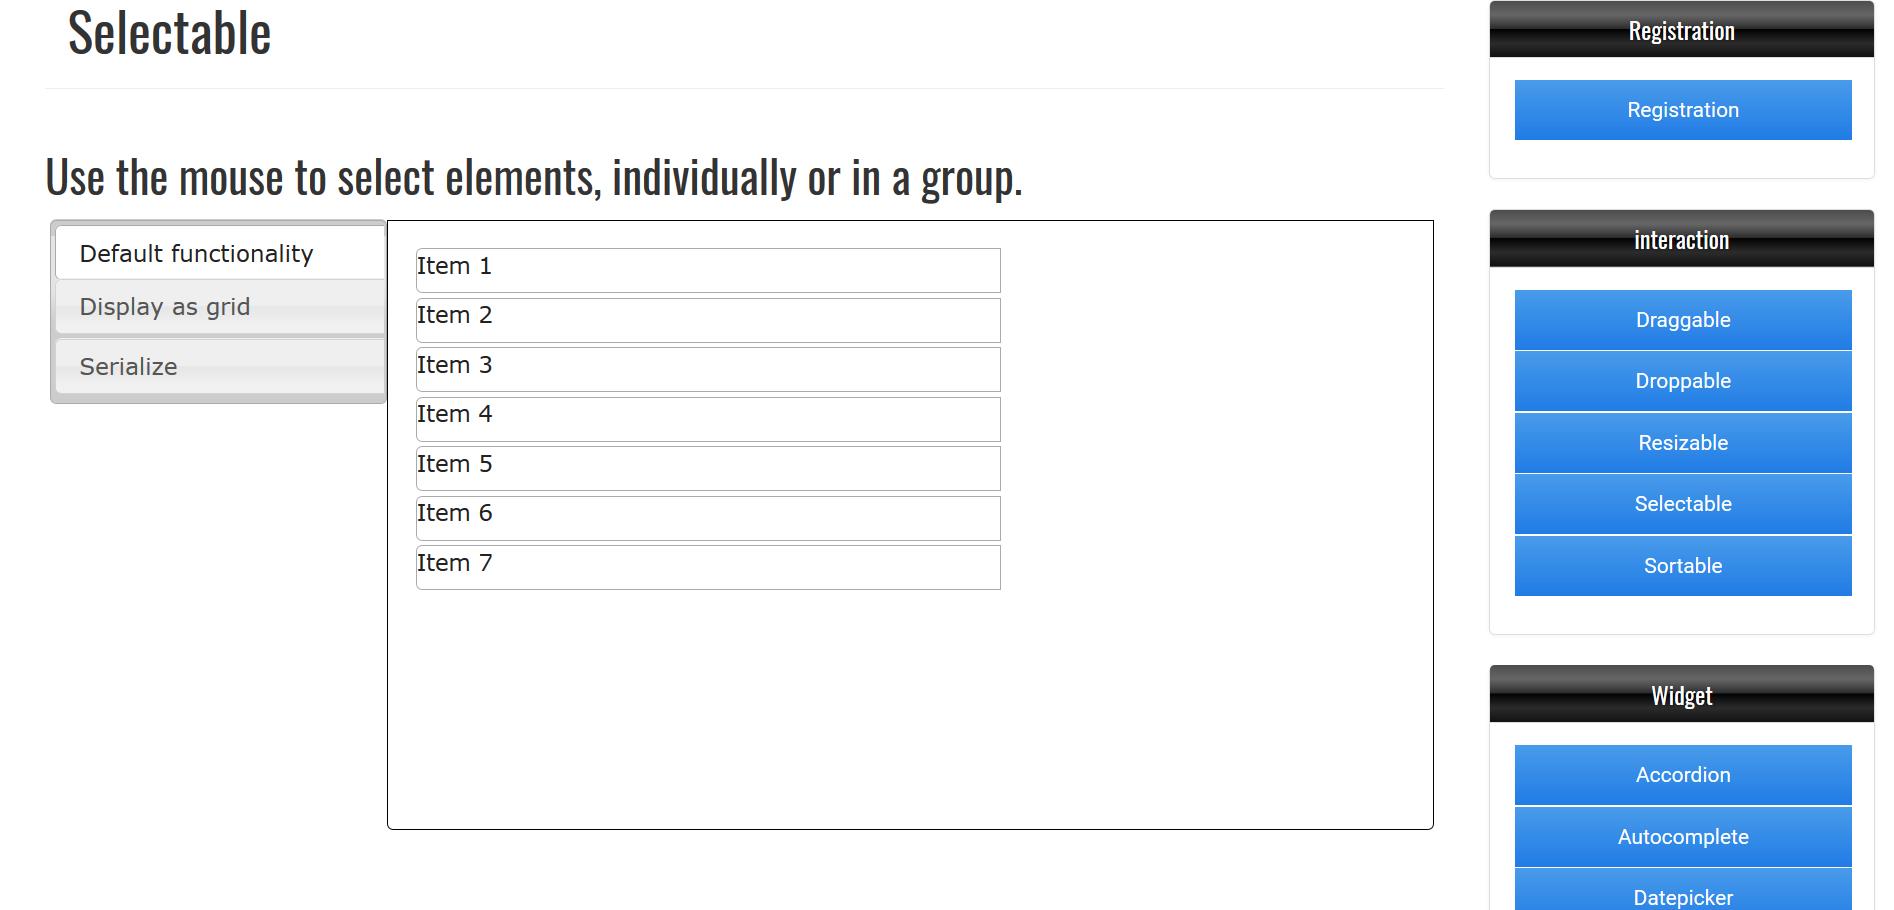 Selectable
Use the mouse to select elements, individually or in a group.
Default functionality
Display as grid
Serialize
Item 1
Item 2
Item 3
Item 4
Item 5
Item 6
Item 7
Registration
Registration
interaction
Draggable
Droppable
Resizable
Selectable
Sortable
Widget
Accordion
Autocomplete
Datepicker